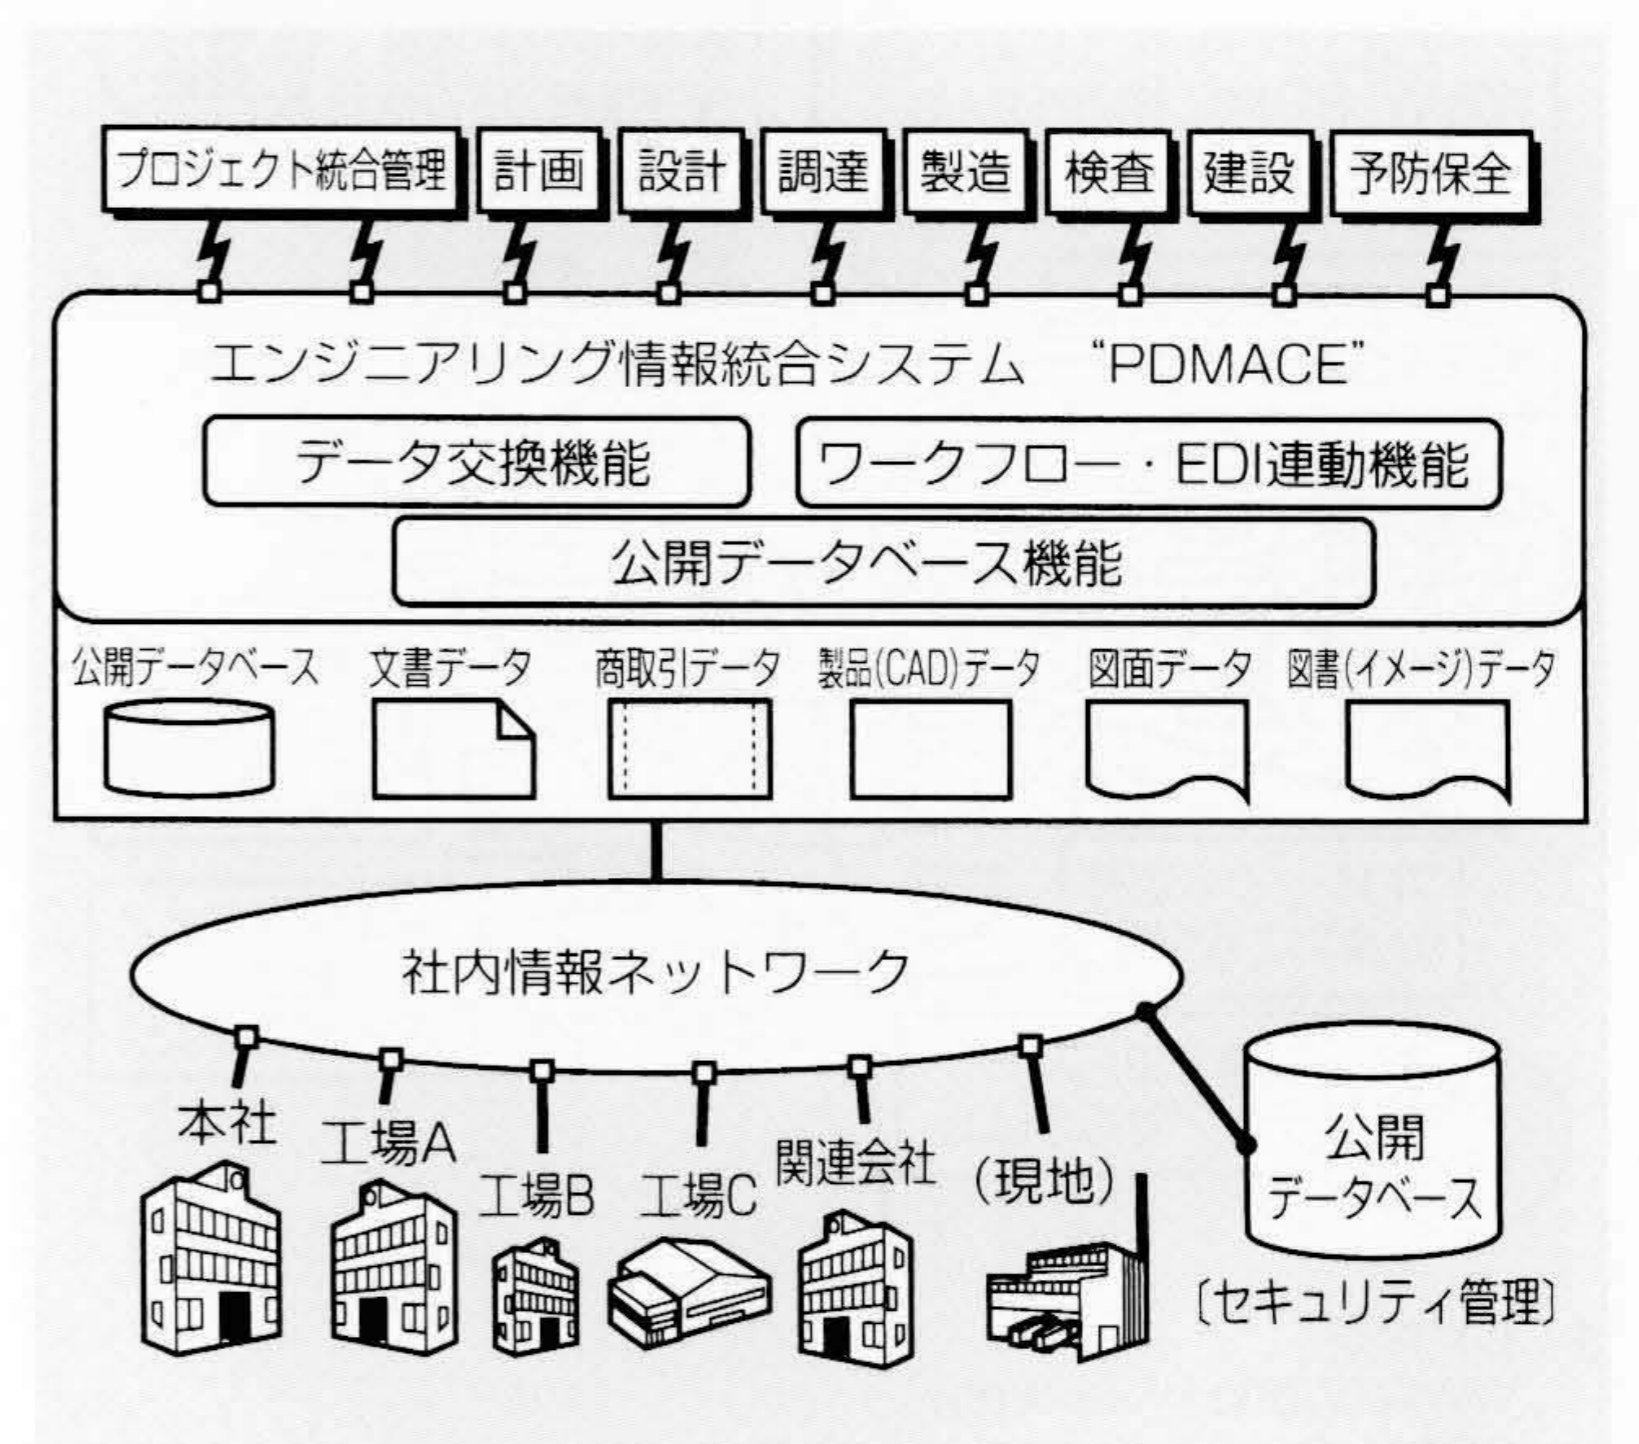 プロジェクト統合管理
計画
設計
調達
製造
検査
建設
予防保全
エンジニアリング情報統合システム “PDMACE”
データ交換機能
ワークフロー・EDI連動機能
公開データベース機能
公開データベース
文書データ
商取引データ
製品(CAD)データ
図面データ
図書(イメージ)データ
社内情報ネットワーク
本社
工場A
工場B
工場C
関連会社
(現地)
公開
データベース
〔セキュリティ管理〕